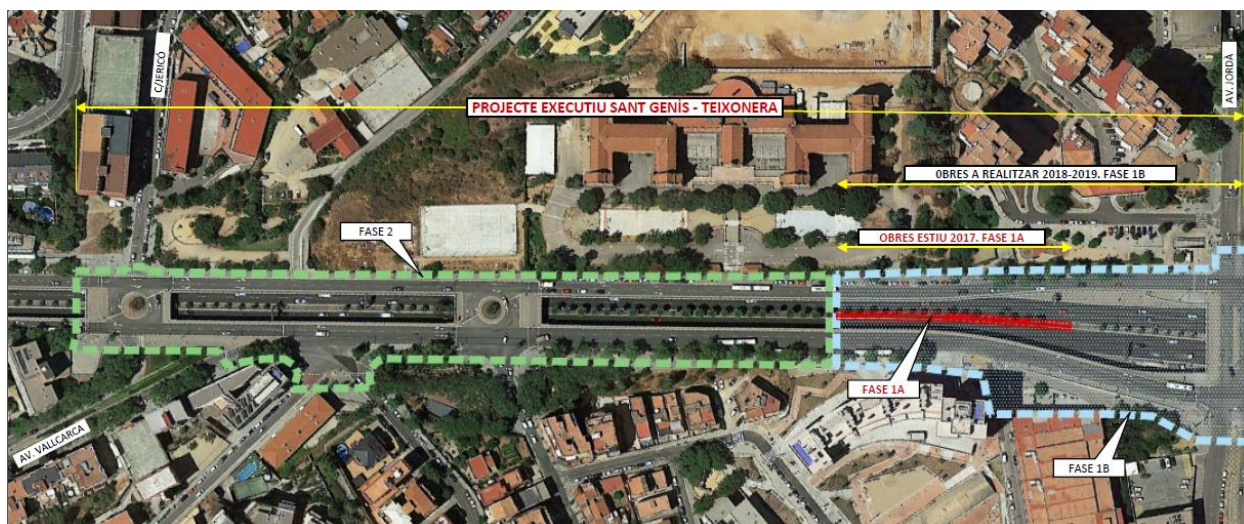 C/JERICÓ
AV. JORDÀ
PROJECTE EXECUTIU SANT GENÍS - TEIXONERA
OBRES A REALITZAR 2018-2019. FASE 1B
FASE 2
OBRES ESTIU 2017. FASE 1A
FASE 1A
AV. VALLCARCA
FASE 1B